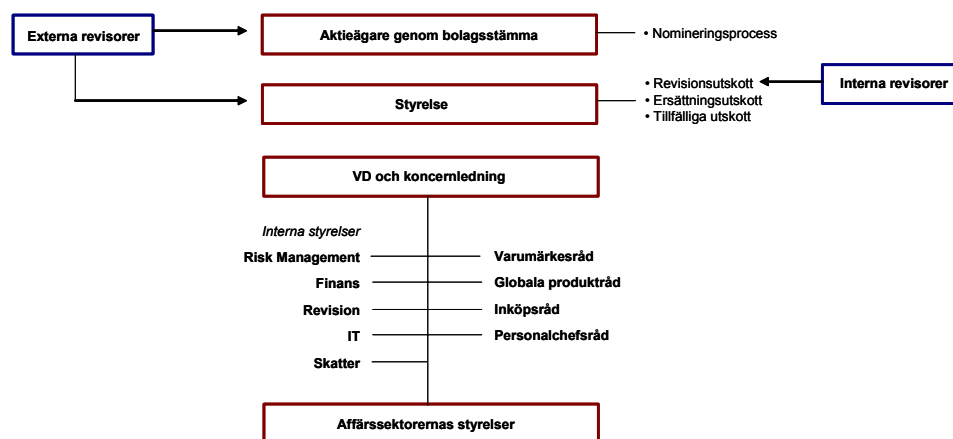 Externa revisorer
Aktieägare genom bolagsstämma
• Nomineringsprocess
Styrelse
• Revisionsutskott
• Ersättningsutskott
• Tillfälliga utskott
Interna revisorer
VD och koncernledning
Interna styrelser
Risk Management
Varumärkesråd
Finans
Globala produktråd
Revision
Inköpsråd
IT
Personalchefsråd
Skatter
Affärssektorernas styrelser